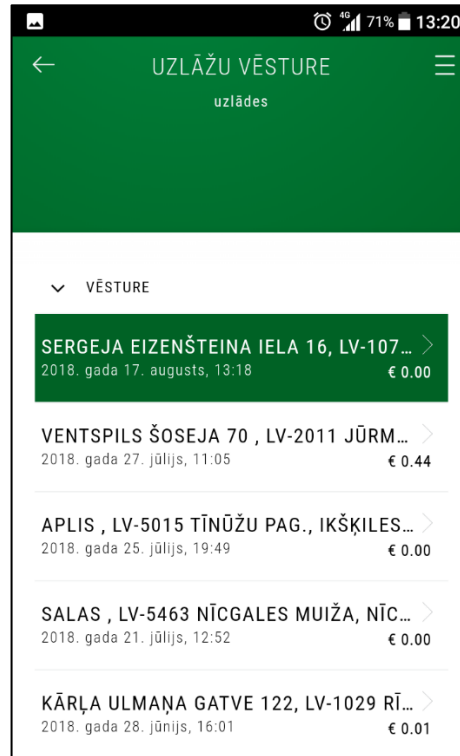 4G 71% 13:20
UZLĀŽU VĒSTURE
uzlādes
VĒSTURE
SERGEJA EIZENŠTEINA IELA 16, LV-107...
2018. gada 17. augusts, 13:18 € 0.00
VENTSPILS ŠOSEJA 70 , LV-2011 JŪRM...
2018. gada 27. jūlijs, 11:05 € 0.44
APLIS , LV-5015 TĪNŪŽU PAG., IKŠĶILES...
2018. gada 25. jūlijs, 19:49 € 0.00
SALAS , LV-5463 NĪCGALES MUIŽA, NĪC...
2018. gada 21. jūlijs, 12:52 € 0.00
KĀRĻA ULMAŅA GATVE 122, LV-1029 RĪ...
2018. gada 28. jūnijs, 16:01 € 0.01